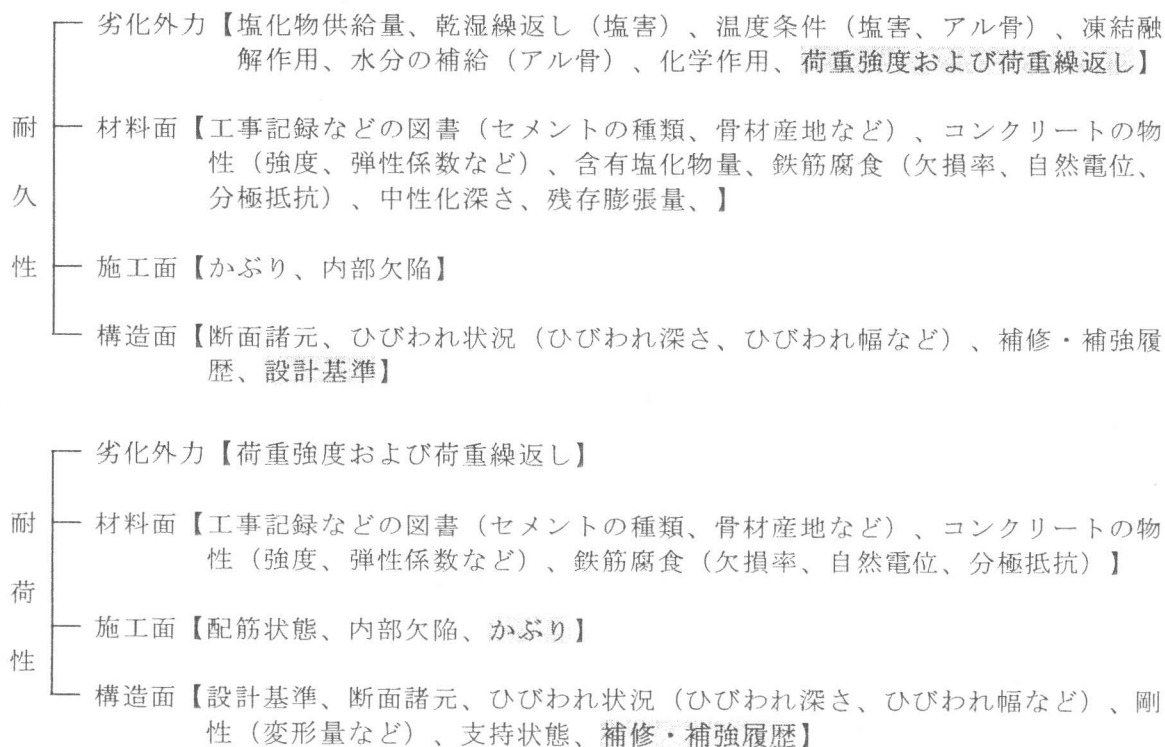 劣化外力【塩化物供給量、乾湿繰返し（塩害）、温度条件（塩害、アル骨）、凍結融
解作用、水分の補給（アル骨）、化学作用、荷重強度および荷重繰返し】
耐久性
材料面【工事記録などの図書（セメントの種類、骨材産地など）、コンクリートの物
性（強度、弾性係数など）、含有塩化物量、鉄筋腐食（欠損率、自然電位、
分極抵抗）、中性化深さ、残存膨張量、】
施工面【かぶり、内部欠陥】
構造面【断面諸元、ひびわれ状況（ひびわれ深さ、ひびわれ幅など）、補修・補強履
歴、設計基準】
劣化外力【荷重強度および荷重繰返し】
耐荷性
材料面【工事記録などの図書（セメントの種類、骨材産地など）、コンクリートの物
性（強度、弾性係数など）、鉄筋腐食（欠損率、自然電位、分極抵抗）】
施工面【配筋状態、内部欠陥、かぶり】
構造面【設計基準、断面諸元、ひびわれ状況（ひびわれ深さ、ひびわれ幅など）、剛
性（変形量など）、支持状態、補修・補強履歴】